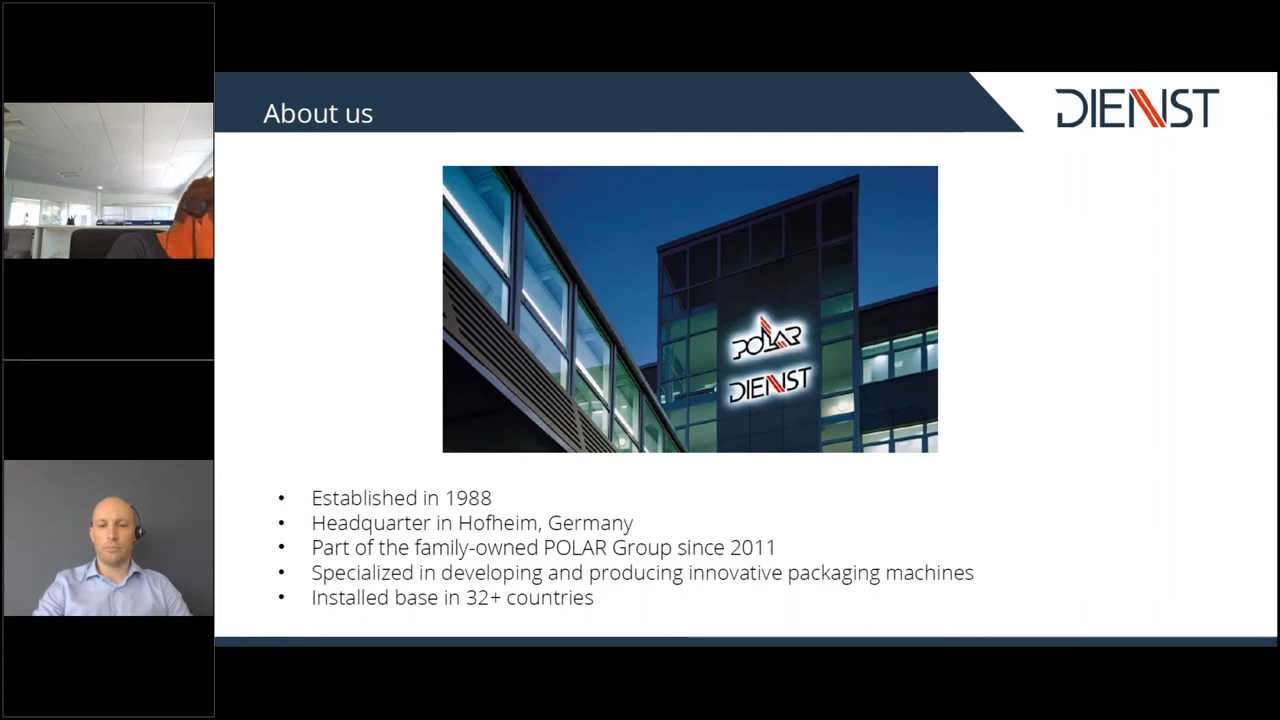 About us
DIENST
POLAR
DIENST
• Established in 1988
• Headquarter in Hofheim, Germany
• Part of the family-owned POLAR Group since 2011
• Specialized in developing and producing innovative packaging machines
• Installed base in 32+ countries